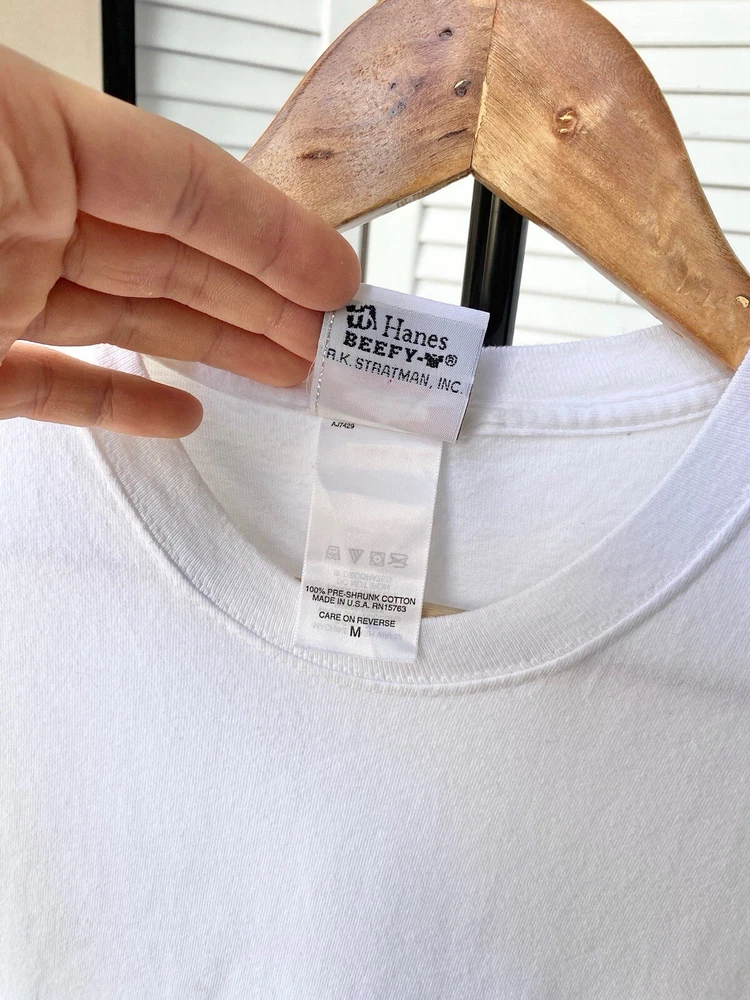 Hanes
BEEFY-T®
R.K. STRATMAN, INC.
AJ7429
100% PRE-SHRUNK COTTON
MADE IN U.S.A. RN15763
CARE ON REVERSE
M